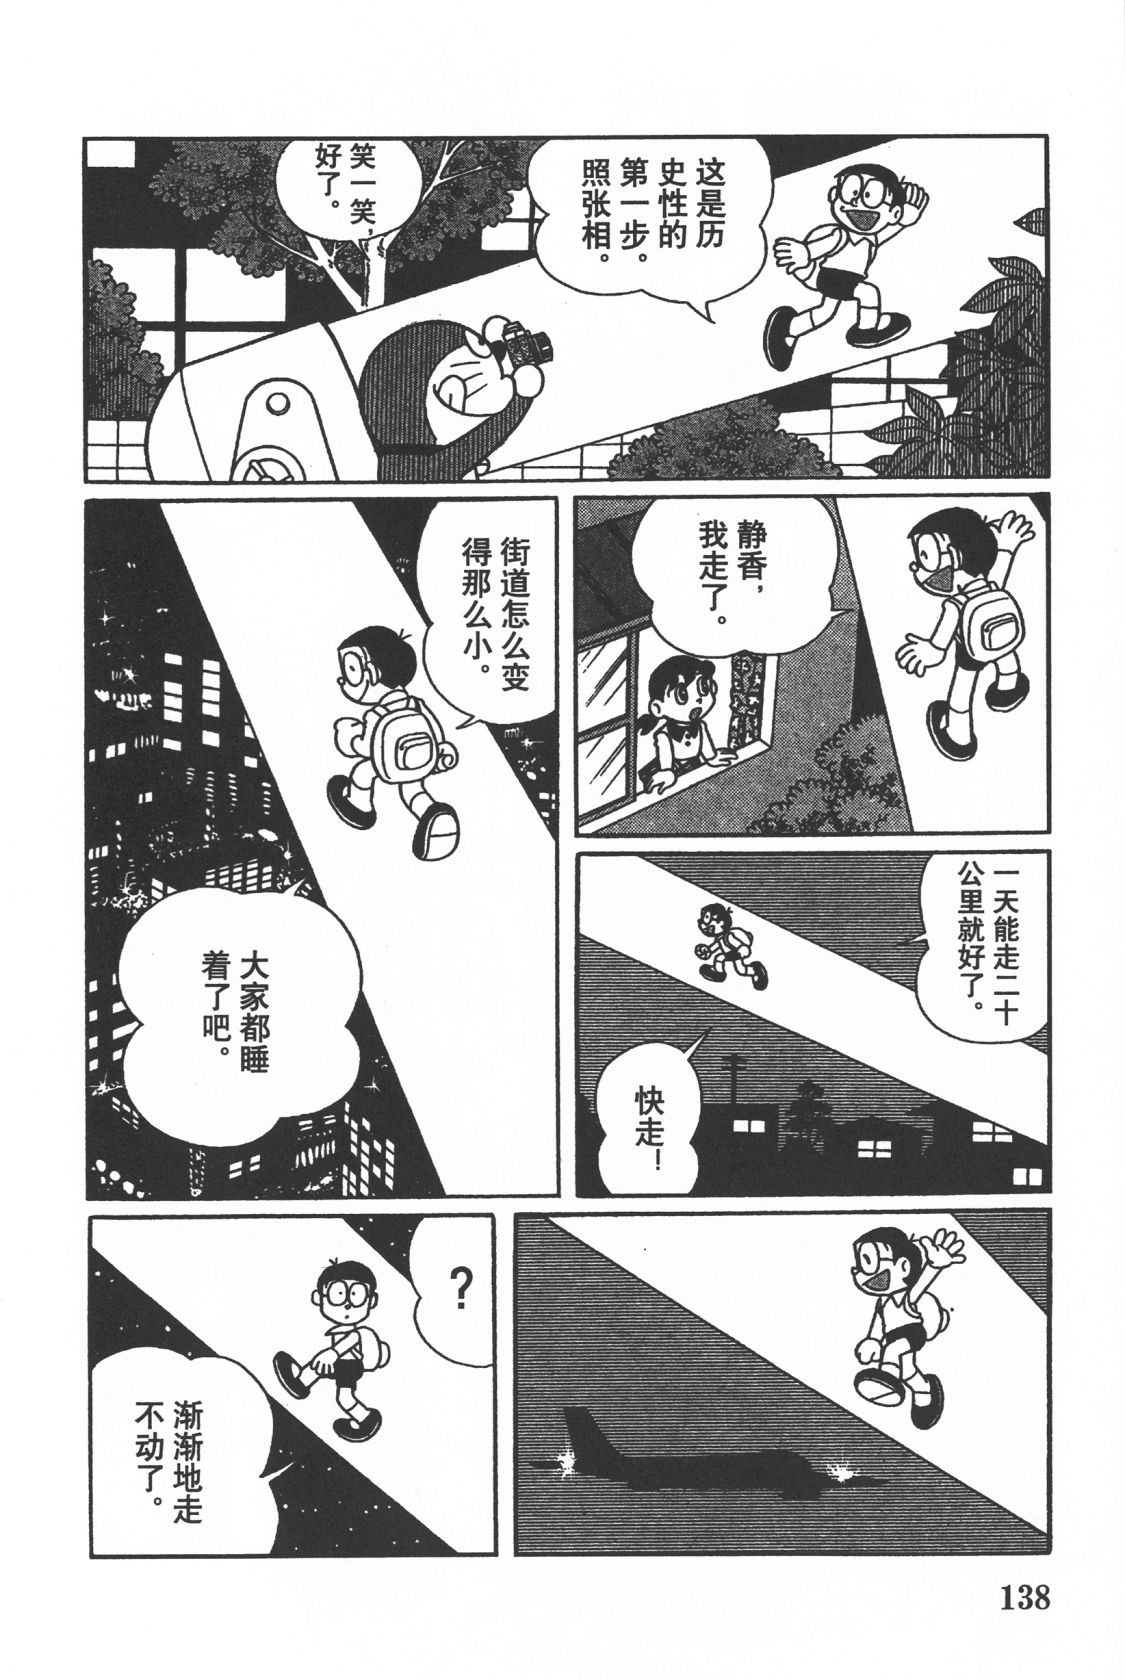 这是历
史性的
第一步。
照张相。
笑一笑，
好了。
静香，
我走了。
一天能走二十
公里就好了。
快走！
街道怎么变
得那么小。
大家都睡
着了吧。
？
渐渐地走
不动了。
138